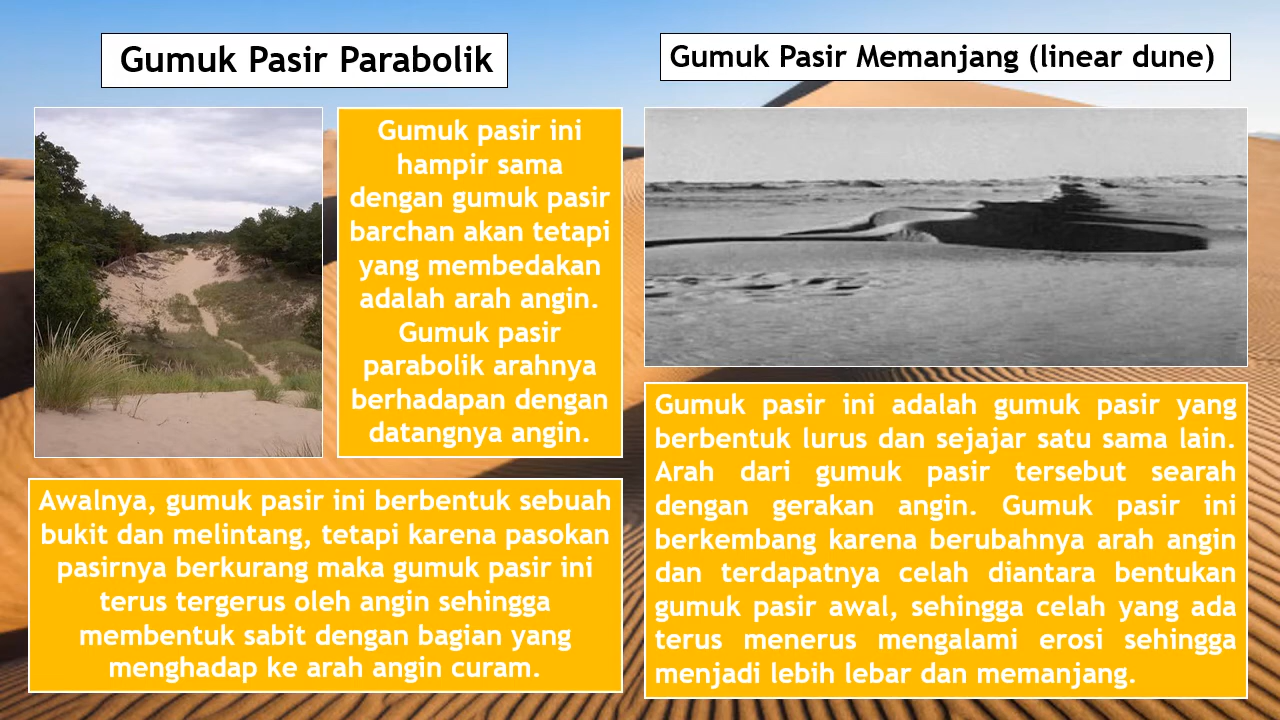 Gumuk Pasir Parabolik
Gumuk pasir ini
hampir sama
dengan gumuk pasir
barchan akan tetapi
yang membedakan
adalah arah angin.
Gumuk pasir
parabolik arahnya
berhadapan dengan
datangnya angin.
Awalnya, gumuk pasir ini berbentuk sebuah
bukit dan melintang, tetapi karena pasokan
pasirnya berkurang maka gumuk pasir ini
terus tergerus oleh angin sehingga
membentuk sabit dengan bagian yang
menghadap ke arah angin curam.
Gumuk Pasir Memanjang (linear dune)
Gumuk pasir ini adalah gumuk pasir yang
berbentuk lurus dan sejajar satu sama lain.
Arah dari gumuk pasir tersebut searah
dengan gerakan angin. Gumuk pasir ini
berkembang karena berubahnya arah angin
dan terdapatnya celah diantara bentukan
gumuk pasir awal, sehingga celah yang ada
terus menerus mengalami erosi sehingga
menjadi lebih lebar dan memanjang.